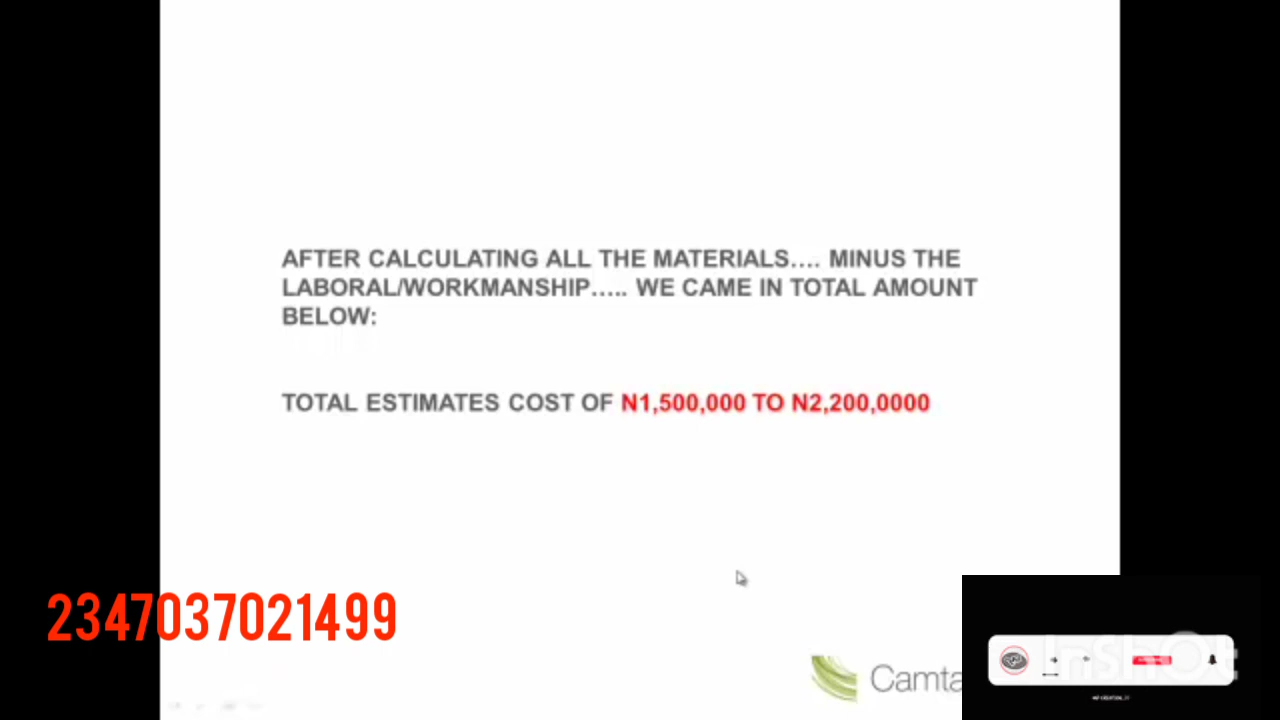 AFTER CALCULATING ALL THE MATERIALS.... MINUS THE
LABORAL/WORKMANSHIP..... WE CAME IN TOTAL AMOUNT
BELOW:
TOTAL ESTIMATES COST OF N1,500,000 TO N2,200,0000
2347037021499
Camta
InShOt